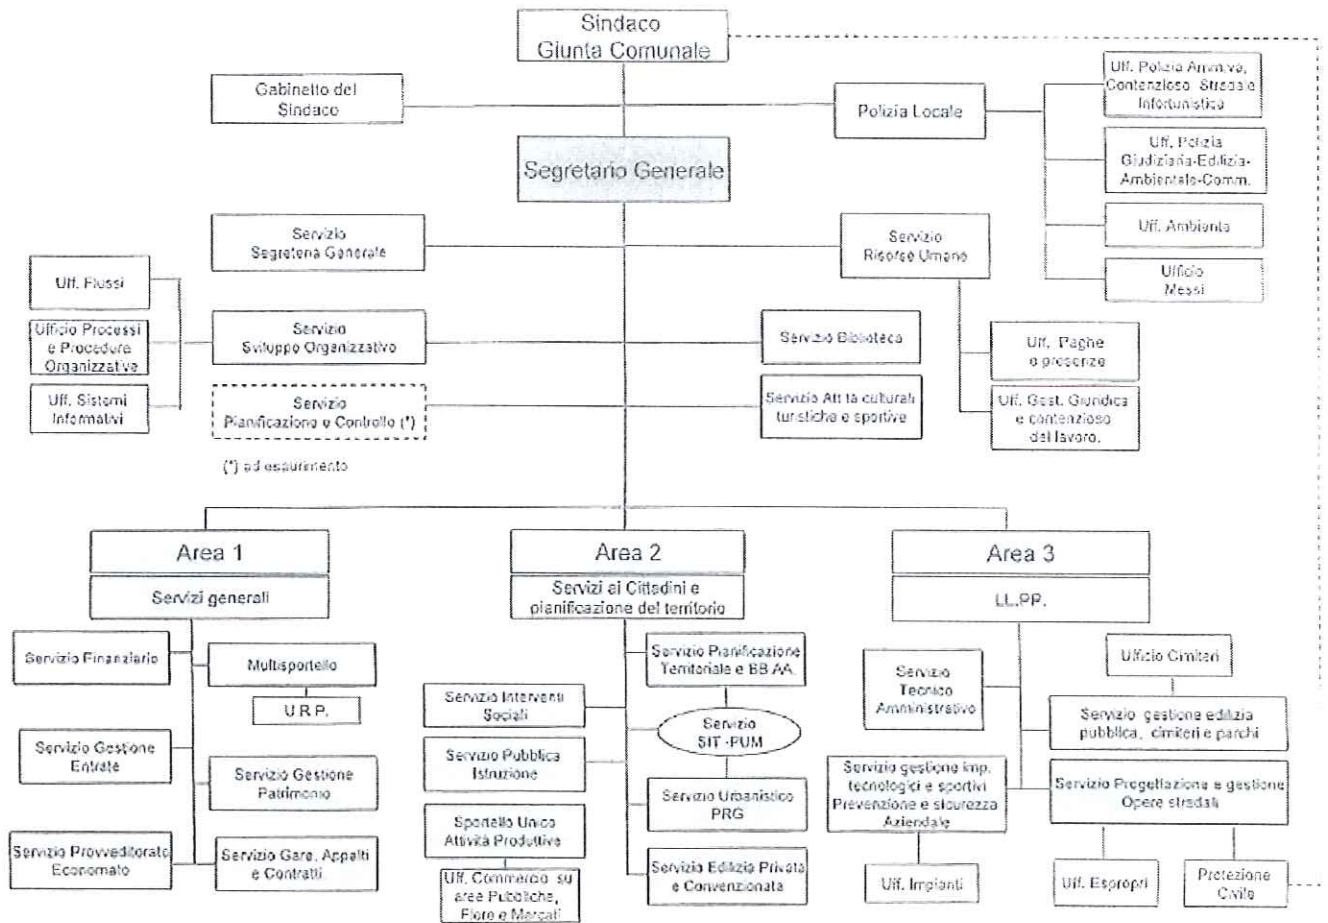 Sindaco
Giunta Comunale
Gabinetto del
Sindaco
Polizia Locale
Uff. Polizia Amm.va,
Contenzioso Stradale
Infortunistica
Uff. Polizia
Giudiziaria-Edilizia-
Ambientale-Comm.
Uff. Ambiente
Ufficio
Messi
Segretario Generale
Servizio
Segreteria Generale
Servizio
Risorse Umane
Uff. Flussi
Ufficio Processi
e Procedure
Organizzative
Uff. Sistemi
Informativi
Servizio
Sviluppo Organizzativo
Servizio Biblioteca
Uff. Paghe
e presenze
Servizio
Pianificazione e Controllo (*)
Servizio Att.tà culturali
turistiche e sportive
Uff. Gest. Giuridica
e contenzioso
del lavoro.
(*) ad esaurimento
Area 1
Servizi generali
Servizio Finanziario
Multisportello
U.R.P.
Servizio Gestione
Entrate
Servizio Gestione
Patrimonio
Servizio Provveditorato
Economato
Servizio Gare, Appalti
e Contratti
Area 2
Servizi ai Cittadini e
pianificazione del territorio
Servizio Pianificazione
Territoriale e BB.AA.
Servizio Interventi
Sociali
Servizio
SIT -PUM
Servizio Pubblica
Istruzione
Servizio Urbanistico
PRG
Sportello Unico
Attività Produttive
Uff. Commercio su
aree Pubbliche,
Fiere e Mercati
Servizio Edilizia Privata
e Convenzionata
Area 3
LL.PP.
Ufficio Cimiteri
Servizio
Tecnico
Amministrativo
Servizio gestione edilizia
pubblica, cimiteri e parchi
Servizio gestione imp.
tecnologici e sportivi
Prevenzione e sicurezza
Aziendale
Servizio Progettazione e gestione
Opere stradali
Uff. Impianti
Uff. Espropri
Protezione
Civile